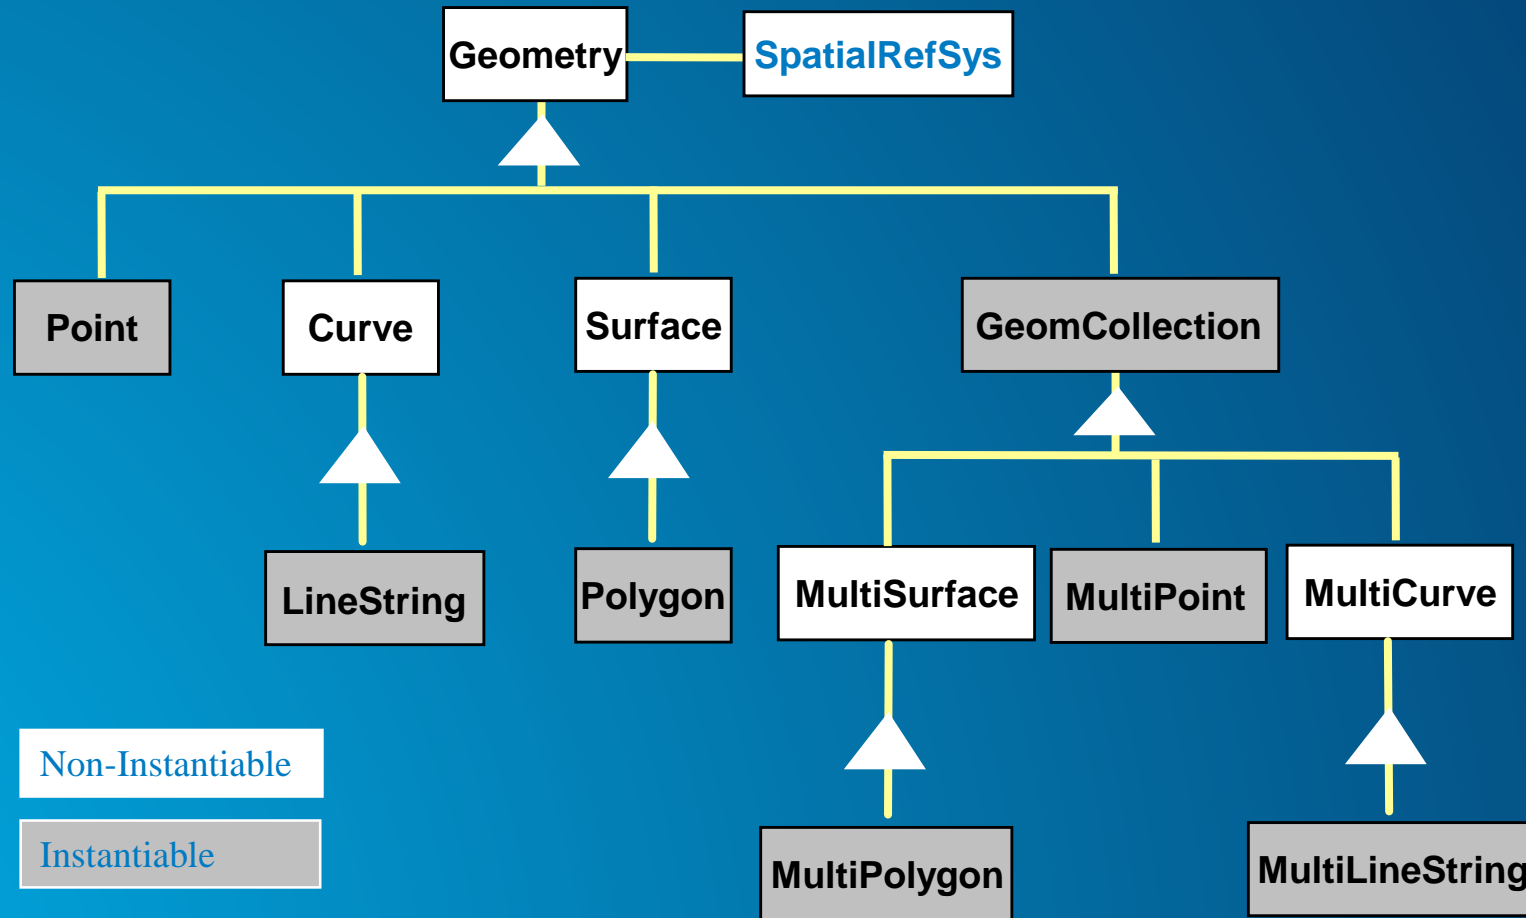 Geometry
SpatialRefSys
Point
Curve
Surface
GeomCollection
LineString
Polygon
MultiSurface
MultiPoint
MultiCurve
Non-Instantiable
Instantiable
MultiPolygon
MultiLineString